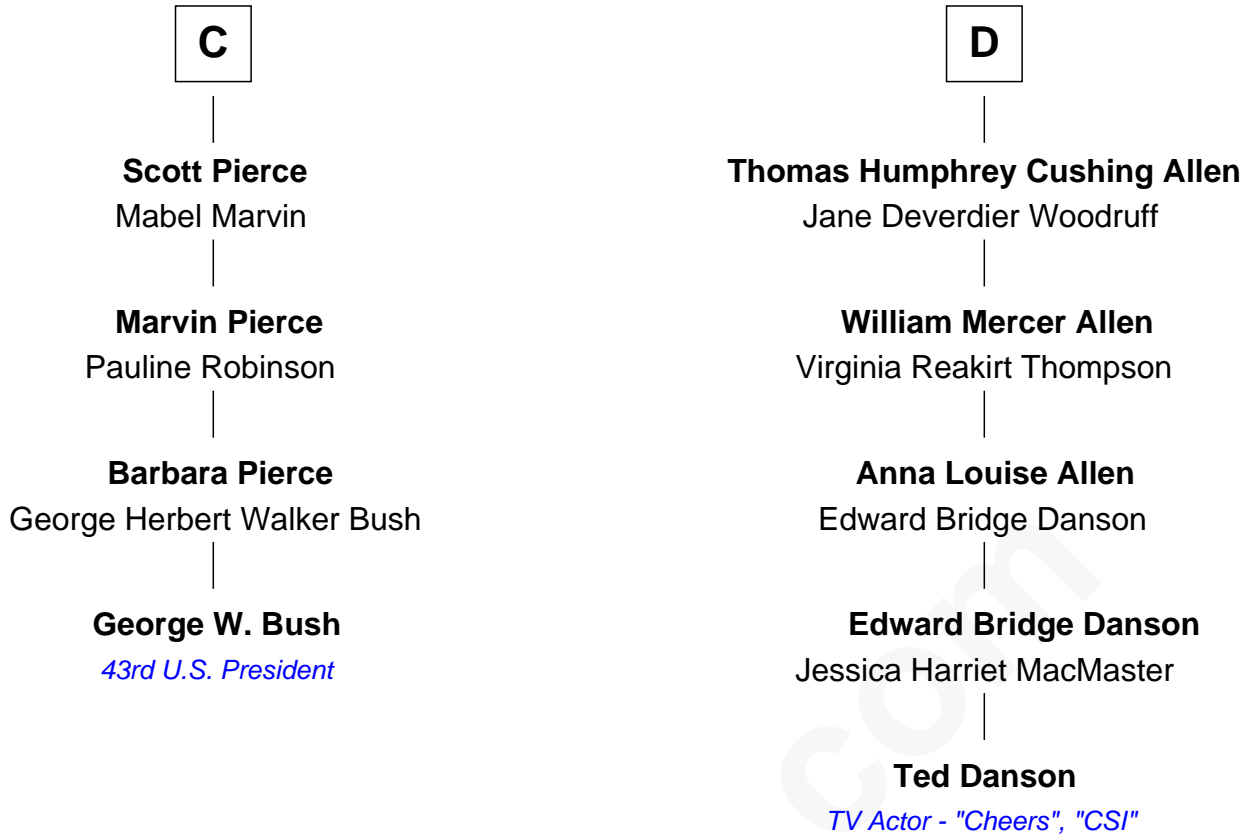 C
Scott Pierce
Mabel Marvin
Marvin Pierce
Pauline Robinson
Barbara Pierce
George Herbert Walker Bush
George W. Bush
43rd U.S. President
D
Thomas Humphrey Cushing Allen
Jane Deverdier Woodruff
William Mercer Allen
Virginia Reakirt Thompson
Anna Louise Allen
Edward Bridge Danson
Edward Bridge Danson
Jessica Harriet MacMaster
Ted Danson
TV Actor - "Cheers", "CSI"
com